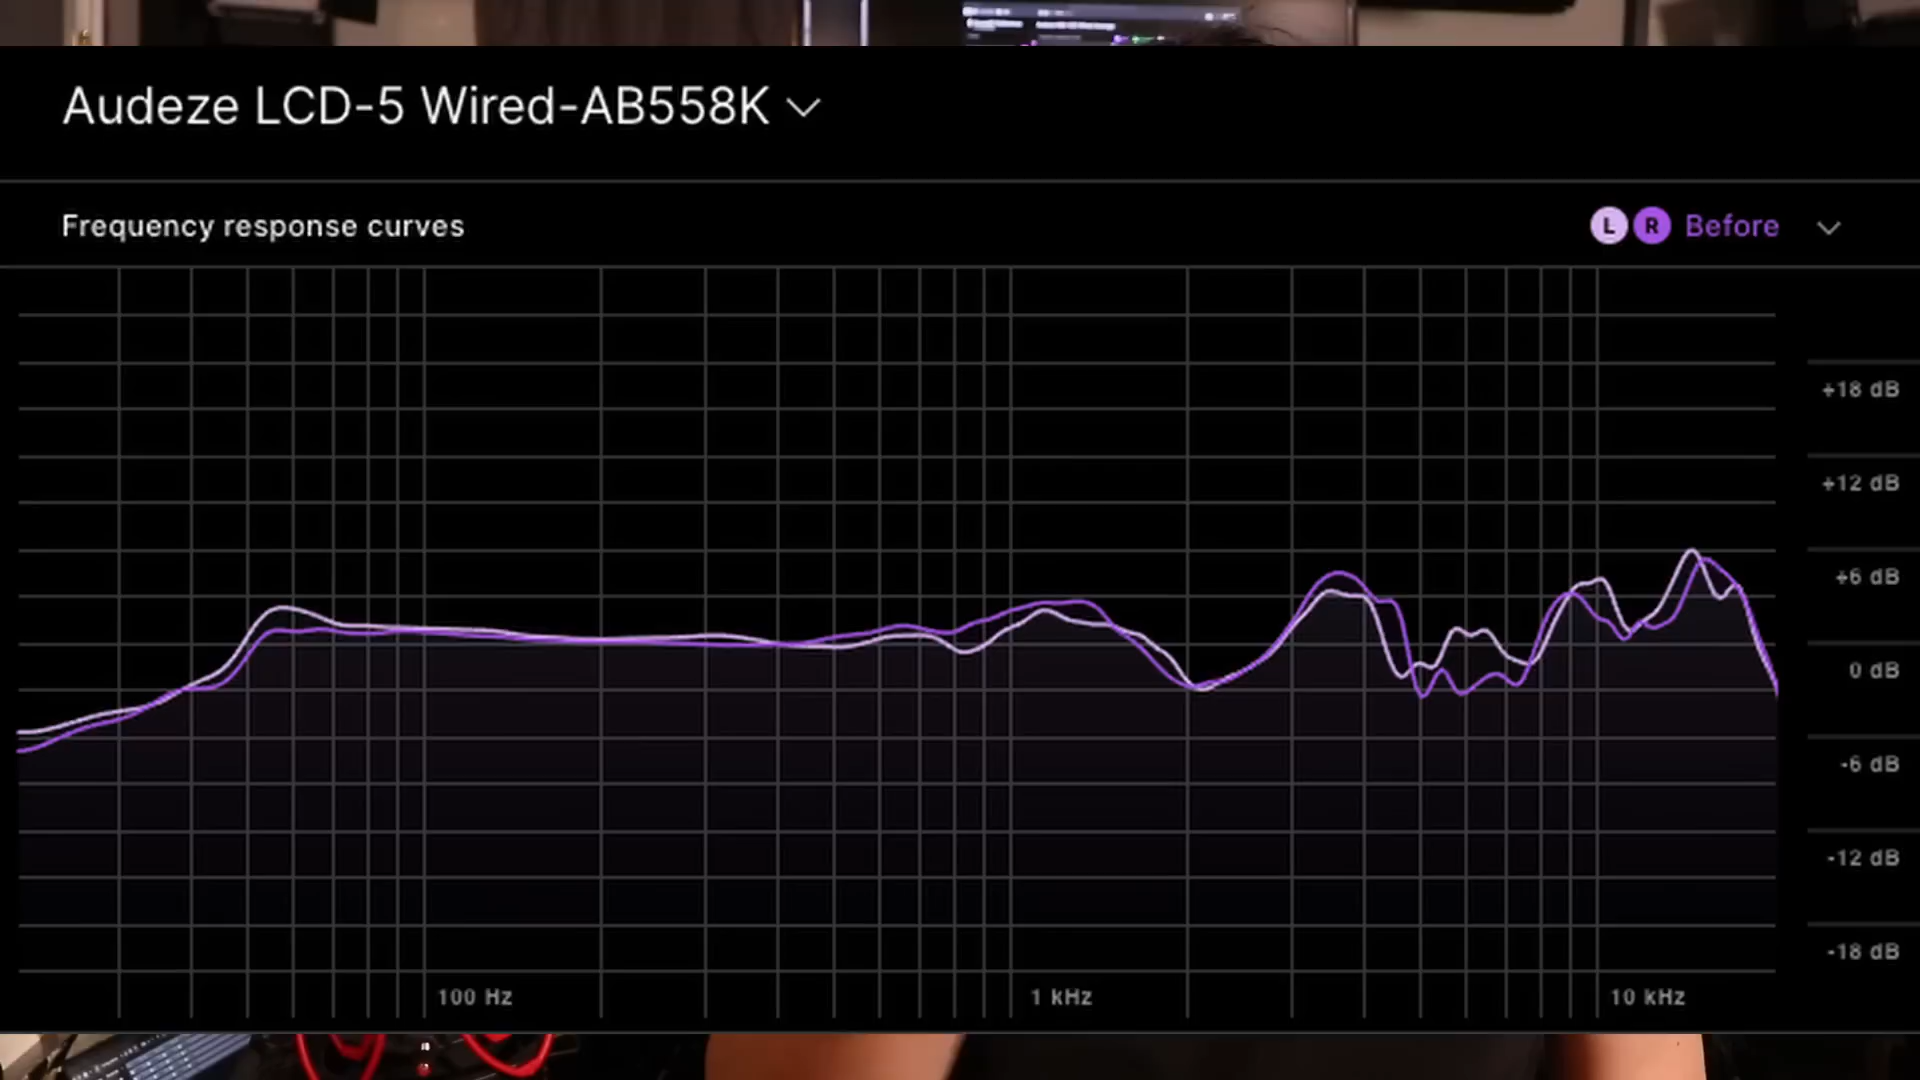 Audeze LCD-5 Wired-AB558K
Frequency response curves
L R Before
+18 dB
+12 dB
+6 dB
0 dB
-6 dB
-12 dB
-18 dB
100 Hz
1 kHz
10 kHz